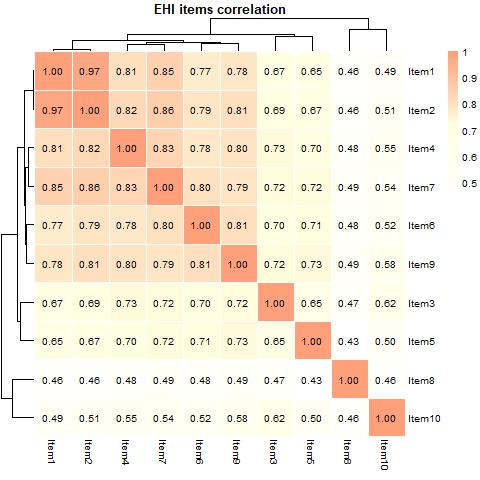 EHI items correlation
1.00 0.97 0.81 0.85 0.77 0.78 0.67 0.65 0.46 0.49 Item1
0.97 1.00 0.82 0.86 0.79 0.81 0.69 0.67 0.46 0.51 Item2
0.81 0.82 1.00 0.83 0.78 0.80 0.73 0.70 0.48 0.55 Item4
0.85 0.86 0.83 1.00 0.80 0.79 0.72 0.72 0.49 0.54 Item7
0.77 0.79 0.78 0.80 1.00 0.81 0.70 0.71 0.48 0.52 Item6
0.78 0.81 0.80 0.79 0.81 1.00 0.72 0.73 0.49 0.58 Item9
0.67 0.69 0.73 0.72 0.70 0.72 1.00 0.65 0.47 0.62 Item3
0.65 0.67 0.70 0.72 0.71 0.73 0.65 1.00 0.43 0.50 Item5
0.46 0.46 0.48 0.49 0.48 0.49 0.47 0.43 1.00 0.46 Item8
0.49 0.51 0.55 0.54 0.52 0.58 0.62 0.50 0.46 1.00 Item10
Item1 Item2 Item4 Item7 Item6 Item9 Item3 Item5 Item8 Item10
1
0.9
0.8
0.7
0.6
0.5